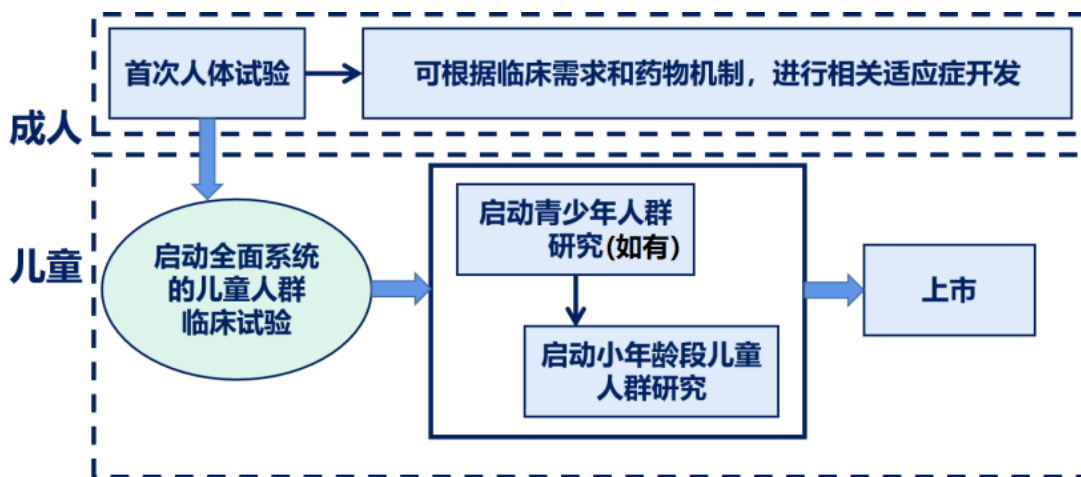 成人
首次人体试验
可根据临床需求和药物机制，进行相关适应症开发
儿童
启动全面系统
的儿童人群
临床试验
启动青少年人群
研究(如有)
启动小年龄段儿童
人群研究
上市